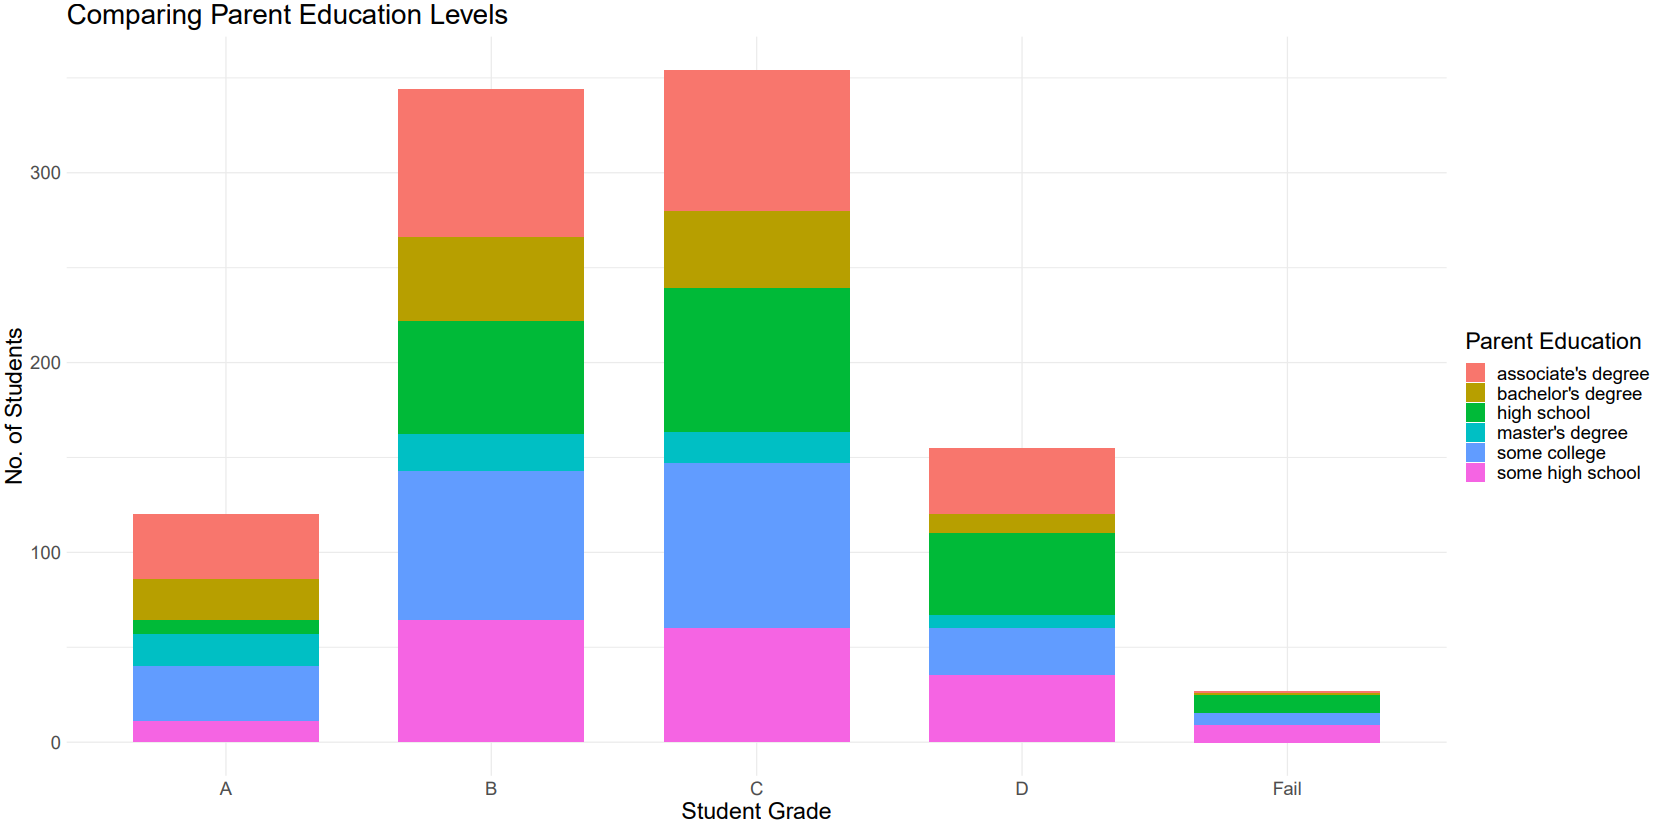 Comparing Parent Education Levels
No. of Students
300
200
100
0
A
B
C
D
Fail
Student Grade
Parent Education
associate's degree
bachelor's degree
high school
master's degree
some college
some high school